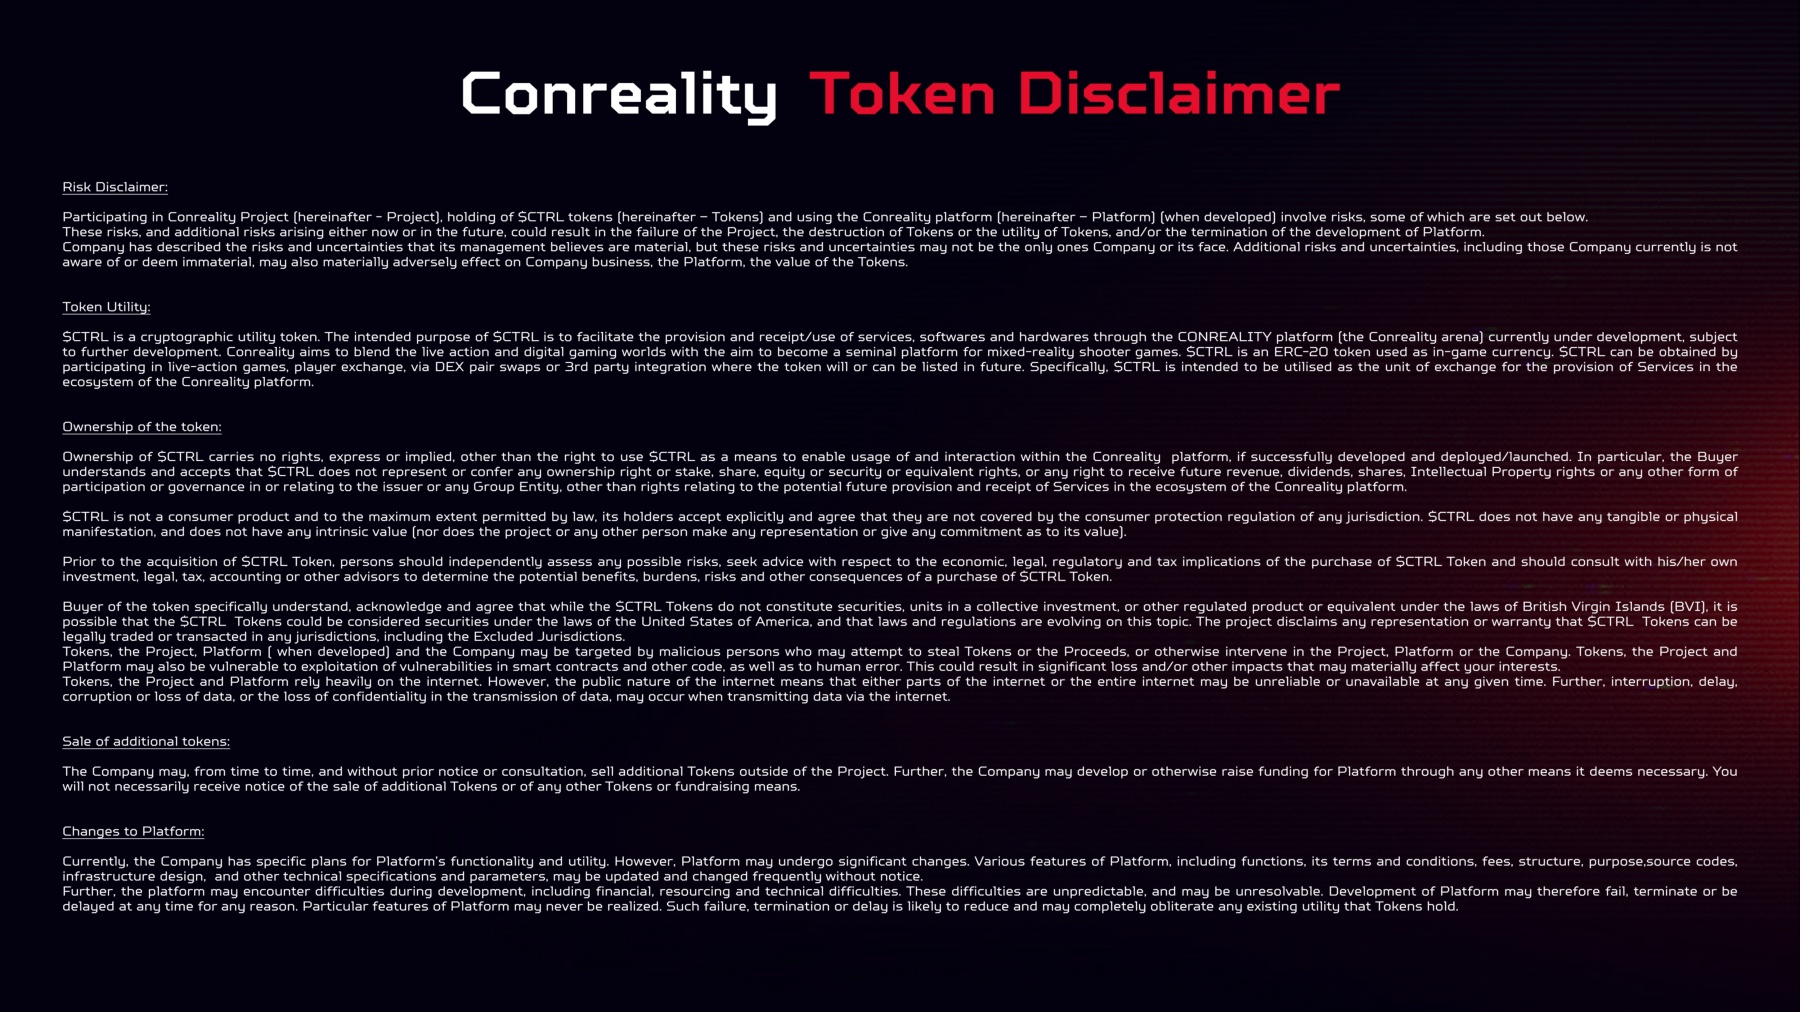 Conreality Token Disclaimer
Risk Disclaimer:
Participating in Conreality Project (hereinafter - Project), holding of $CTRL tokens (hereinafter – Tokens) and using the Conreality platform (hereinafter – Platform) (when developed) involve risks, some of which are set out below.
These risks, and additional risks arising either now or in the future, could result in the failure of the Project, the destruction of Tokens or the utility of Tokens, and/or the termination of the development of Platform.
Company has described the risks and uncertainties that its management believes are material, but these risks and uncertainties may not be the only ones Company or its face. Additional risks and uncertainties, including those Company currently is not
aware of or deem immaterial, may also materially adversely effect on Company business, the Platform, the value of the Tokens.
Token Utility:
$CTRL is a cryptographic utility token. The intended purpose of $CTRL is to facilitate the provision and receipt/use of services, softwares and hardwares through the CONREALITY platform (the Conreality arena) currently under development, subject
to further development. Conreality aims to blend the live action and digital gaming worlds with the aim to become a seminal platform for mixed-reality shooter games. $CTRL is an ERC-20 token used as in-game currency. $CTRL can be obtained by
participating in live-action games, player exchange, via DEX pair swaps or 3rd party integration where the token will or can be listed in future. Specifically, $CTRL is intended to be utilised as the unit of exchange for the provision of Services in the
ecosystem of the Conreality platform.
Ownership of the token:
Ownership of $CTRL carries no rights, express or implied, other than the right to use $CTRL as a means to enable usage of and interaction within the Conreality  platform, if successfully developed and deployed/launched. In particular, the Buyer
understands and accepts that $CTRL does not represent or confer any ownership right or stake, share, equity or security or equivalent rights, or any right to receive future revenue, dividends, shares, Intellectual Property rights or any other form of
participation or governance in or relating to the issuer or any Group Entity, other than rights relating to the potential future provision and receipt of Services in the ecosystem of the Conreality platform.
$CTRL is not a consumer product and to the maximum extent permitted by law, its holders accept explicitly and agree that they are not covered by the consumer protection regulation of any jurisdiction. $CTRL does not have any tangible or physical
manifestation, and does not have any intrinsic value (nor does the project or any other person make any representation or give any commitment as to its value).
Prior to the acquisition of $CTRL Token, persons should independently assess any possible risks, seek advice with respect to the economic, legal, regulatory and tax implications of the purchase of $CTRL Token and should consult with his/her own
investment, legal, tax, accounting or other advisors to determine the potential benefits, burdens, risks and other consequences of a purchase of $CTRL Token.
Buyer of the token specifically understand, acknowledge and agree that while the $CTRL Tokens do not constitute securities, units in a collective investment, or other regulated product or equivalent under the laws of British Virgin Islands (BVI), it is
possible that the $CTRL  Tokens could be considered securities under the laws of the United States of America, and that laws and regulations are evolving on this topic. The project disclaims any representation or warranty that $CTRL  Tokens can be
legally traded or transacted in any jurisdictions, including the Excluded Jurisdictions.
Tokens, the Project, Platform ( when developed) and the Company may be targeted by malicious persons who may attempt to steal Tokens or the Proceeds, or otherwise intervene in the Project, Platform or the Company. Tokens, the Project and
Platform may also be vulnerable to exploitation of vulnerabilities in smart contracts and other code, as well as to human error. This could result in significant loss and/or other impacts that may materially affect your interests.
Tokens, the Project and Platform rely heavily on the internet. However, the public nature of the internet means that either parts of the internet or the entire internet may be unreliable or unavailable at any given time. Further, interruption, delay,
corruption or loss of data, or the loss of confidentiality in the transmission of data, may occur when transmitting data via the internet.
Sale of additional tokens:
The Company may, from time to time, and without prior notice or consultation, sell additional Tokens outside of the Project. Further, the Company may develop or otherwise raise funding for Platform through any other means it deems necessary. You
will not necessarily receive notice of the sale of additional Tokens or of any other Tokens or fundraising means.
Changes to Platform:
Currently, the Company has specific plans for Platform's functionality and utility. However, Platform may undergo significant changes. Various features of Platform, including functions, its terms and conditions, fees, structure, purpose,source codes,
infrastructure design,  and other technical specifications and parameters, may be updated and changed frequently without notice.
Further, the platform may encounter difficulties during development, including financial, resourcing and technical difficulties. These difficulties are unpredictable, and may be unresolvable. Development of Platform may therefore fail, terminate or be
delayed at any time for any reason. Particular features of Platform may never be realized. Such failure, termination or delay is likely to reduce and may completely obliterate any existing utility that Tokens hold.